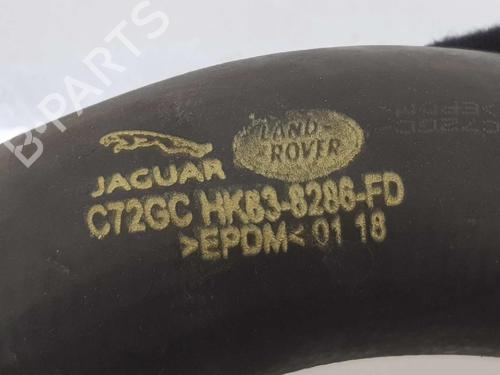 B-PARTS
LAND-
ROVER
JAGUAR
C72GC HK83-8286-FD
>EPDM< 01 18